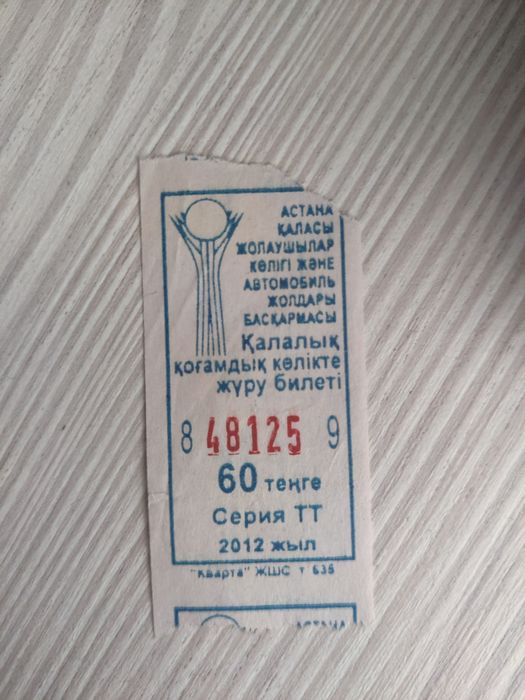 АСТАНА
ҚАЛАСЫ
ЖОЛАУШЫЛАР
КӨЛІГІ ЖӘНЕ
АВТОМОБИЛЬ
ЖОЛДАРЫ
БАСҚАРМАСЫ
Қалалық
қоғамдық көлікте
жүру билеті
8 48125 9
60 теңге
Серия ТТ
2012 жыл
"Кварта" ЖШС т 635
АСТАНА